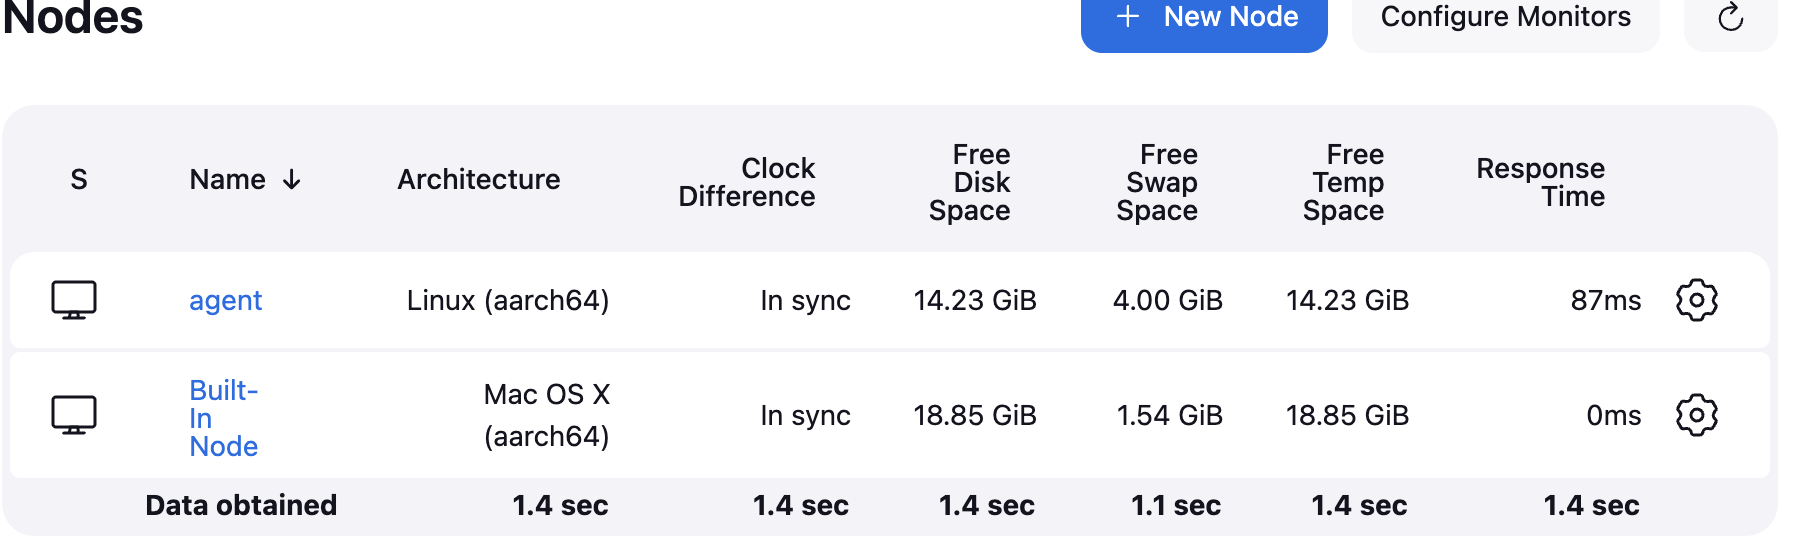 Nodes
+ New Node
Configure Monitors
S
Name ↓
Architecture
Clock
Difference
Free
Disk
Space
Free
Swap
Space
Free
Temp
Space
Response
Time
agent
Linux (aarch64)
In sync
14.23 GiB
4.00 GiB
14.23 GiB
87ms
Built-
In
Node
Mac OS X
(aarch64)
In sync
18.85 GiB
1.54 GiB
18.85 GiB
0ms
Data obtained
1.4 sec
1.4 sec
1.4 sec
1.1 sec
1.4 sec
1.4 sec